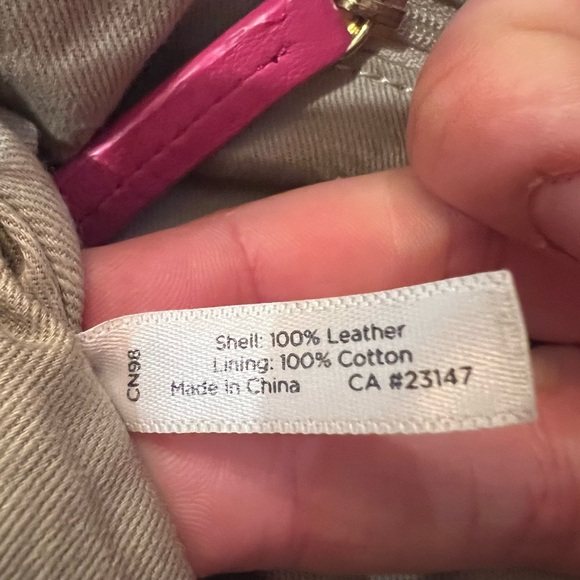 Shell: 100% Leather
Lining: 100% Cotton
Made in China CA #23147
CN98